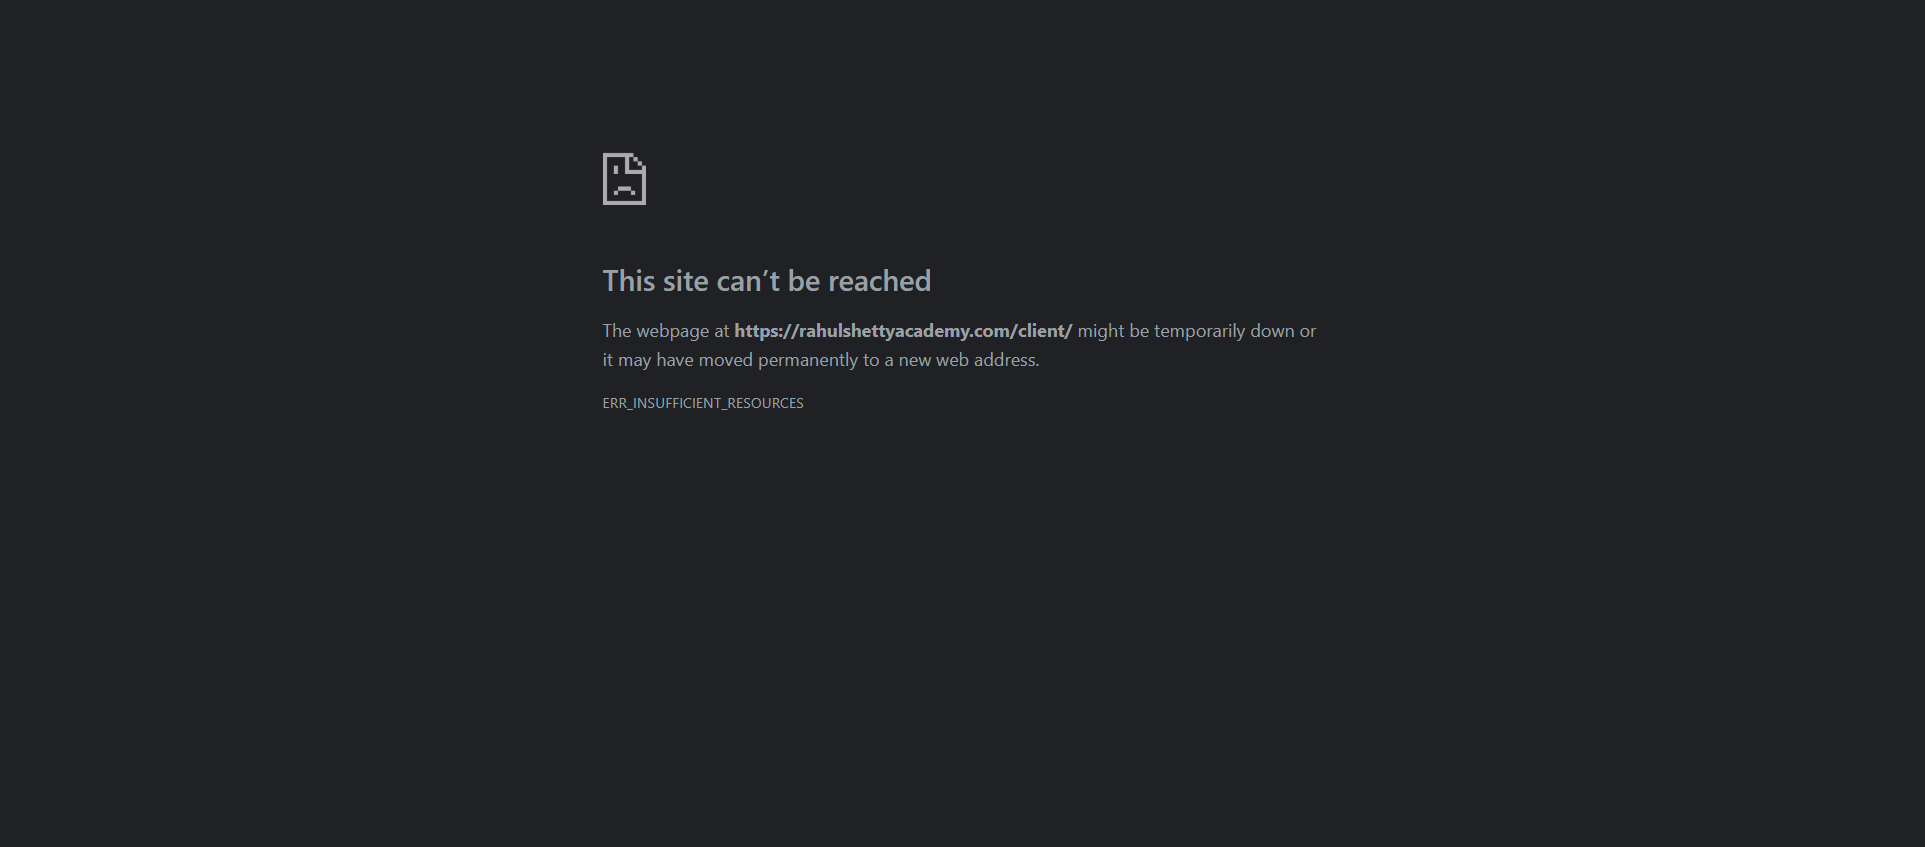 This site can’t be reached
The webpage at https://rahulshettyacademy.com/client/ might be temporarily down or
it may have moved permanently to a new web address.
ERR_INSUFFICIENT_RESOURCES